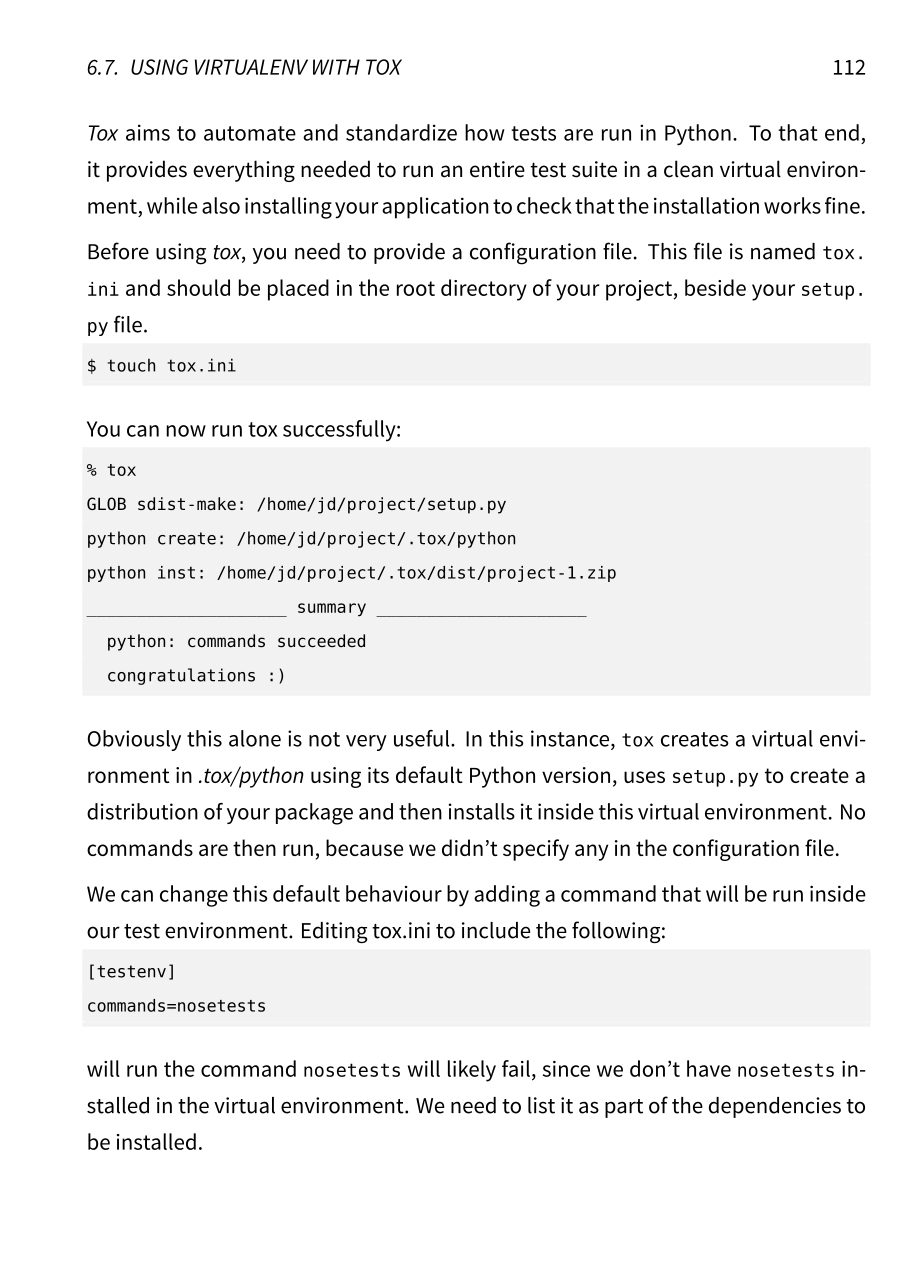 6.7. USING VIRTUALENV WITH TOX 112
Tox aims to automate and standardize how tests are run in Python. To that end,
it provides everything needed to run an entire test suite in a clean virtual environ-
ment, while also installing your application to check that the installation works fine.
Before using tox, you need to provide a configuration file. This file is named tox.
ini and should be placed in the root directory of your project, beside your setup.
py file.
$ touch tox.ini
You can now run tox successfully:
% tox
GLOB sdist-make: /home/jd/project/setup.py
python create: /home/jd/project/.tox/python
python inst: /home/jd/project/.tox/dist/project-1.zip
____________________ summary _____________________
  python: commands succeeded
  congratulations :)
Obviously this alone is not very useful. In this instance, tox creates a virtual envi-
ronment in .tox/python using its default Python version, uses setup.py to create a
distribution of your package and then installs it inside this virtual environment. No
commands are then run, because we didn’t specify any in the configuration file.
We can change this default behaviour by adding a command that will be run inside
our test environment. Editing tox.ini to include the following:
[testenv]
commands=nosetests
will run the command nosetests will likely fail, since we don’t have nosetests in-
stalled in the virtual environment. We need to list it as part of the dependencies to
be installed.